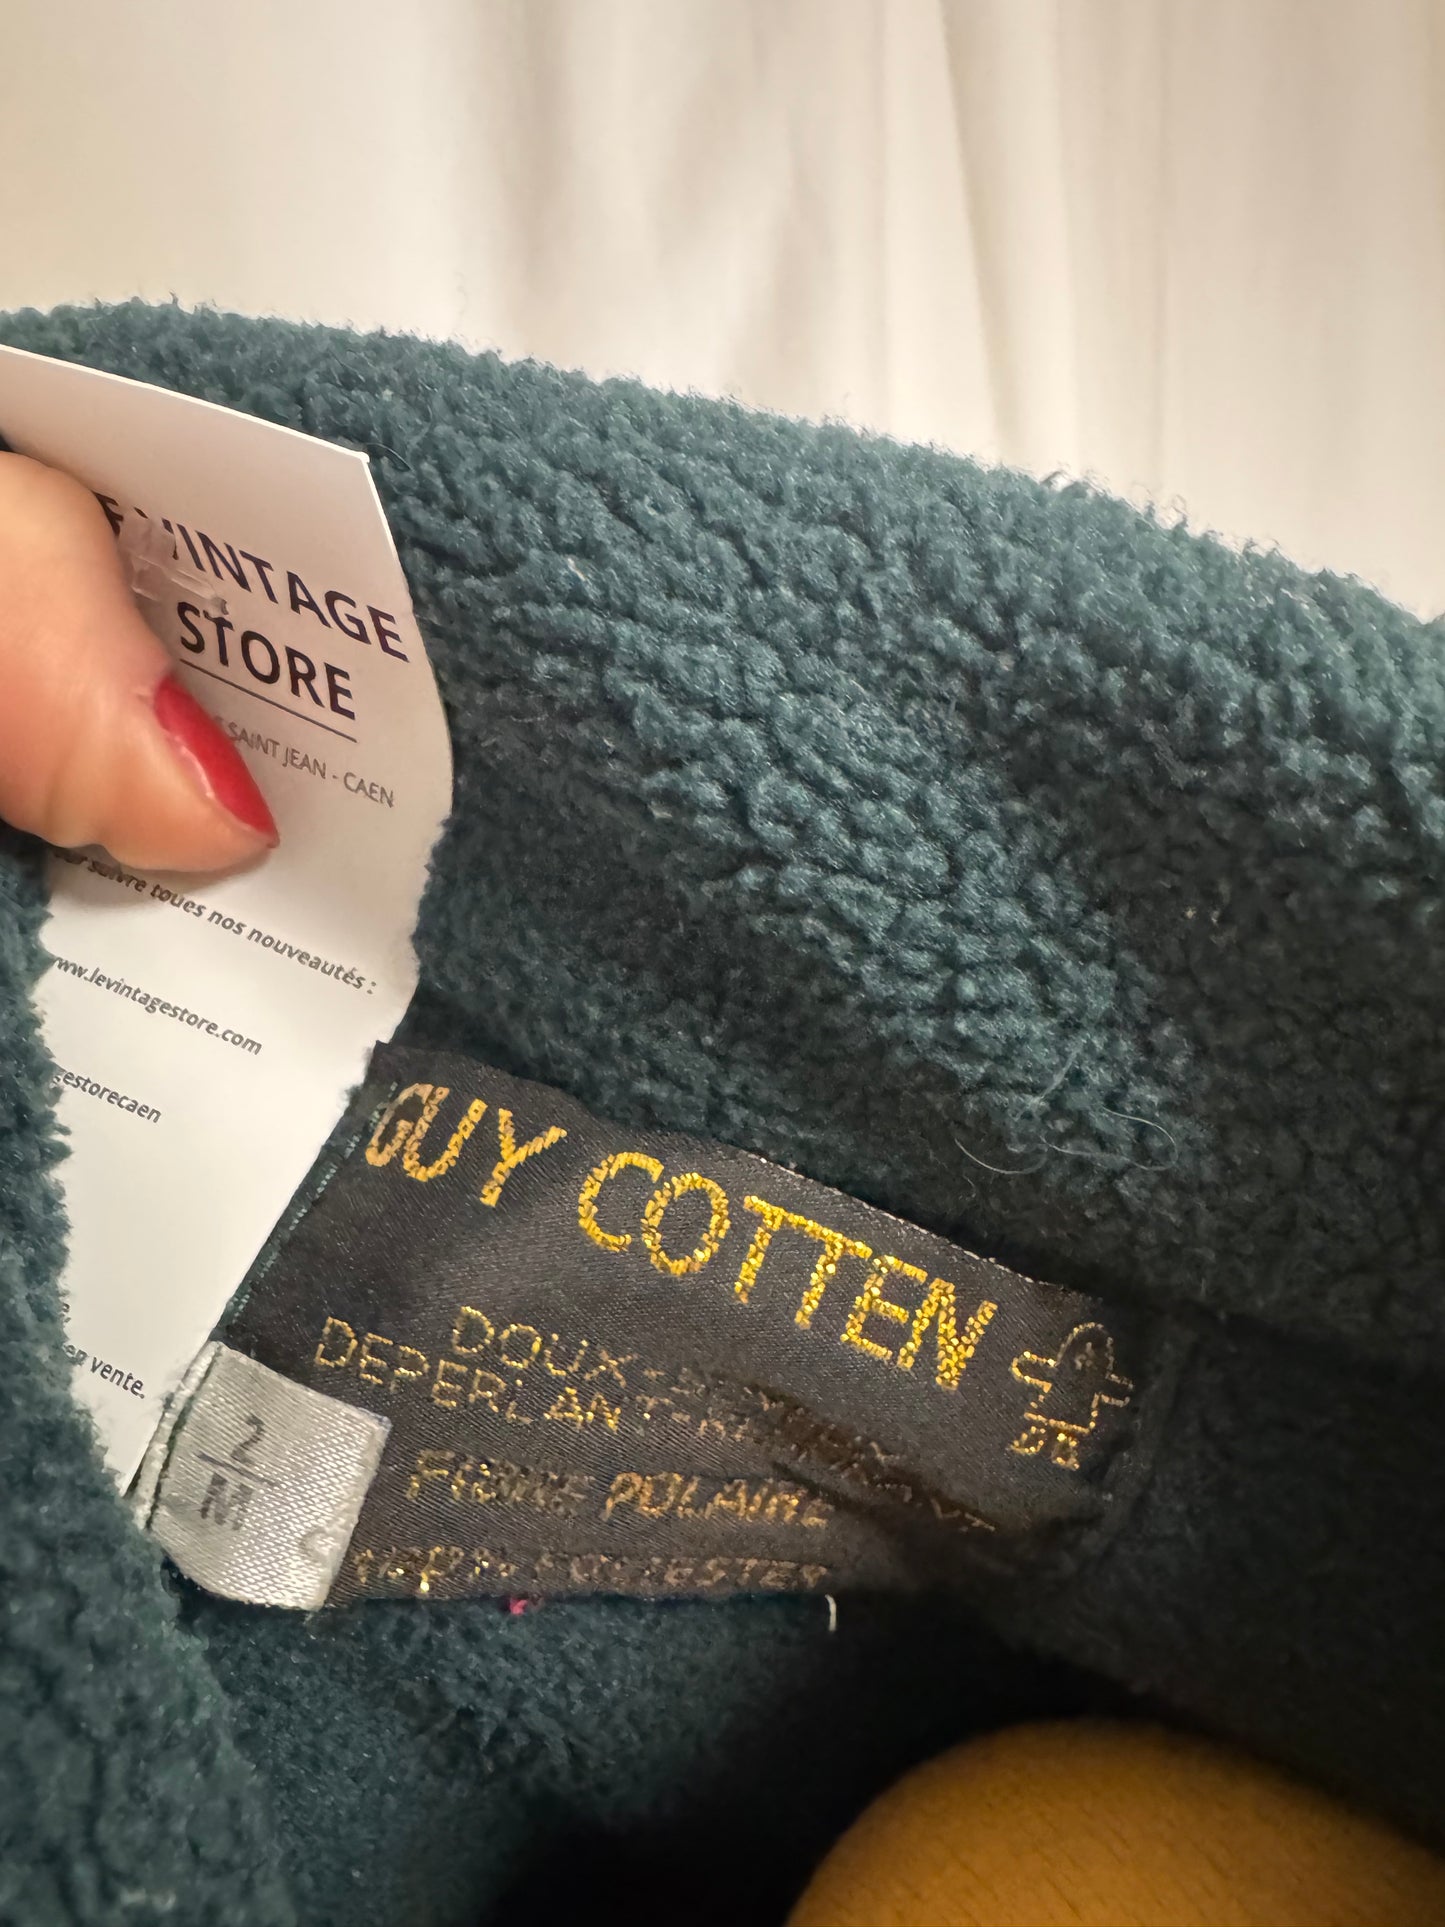 VINTAGE
STORE
SAINT JEAN - CAEN
suivre toutes nos nouveautés :
www.levintagestore.com
gestorecaen
en vente.
GUY COTTEN
DOUX -
DEPERLANT -
POLAIRE
2
M